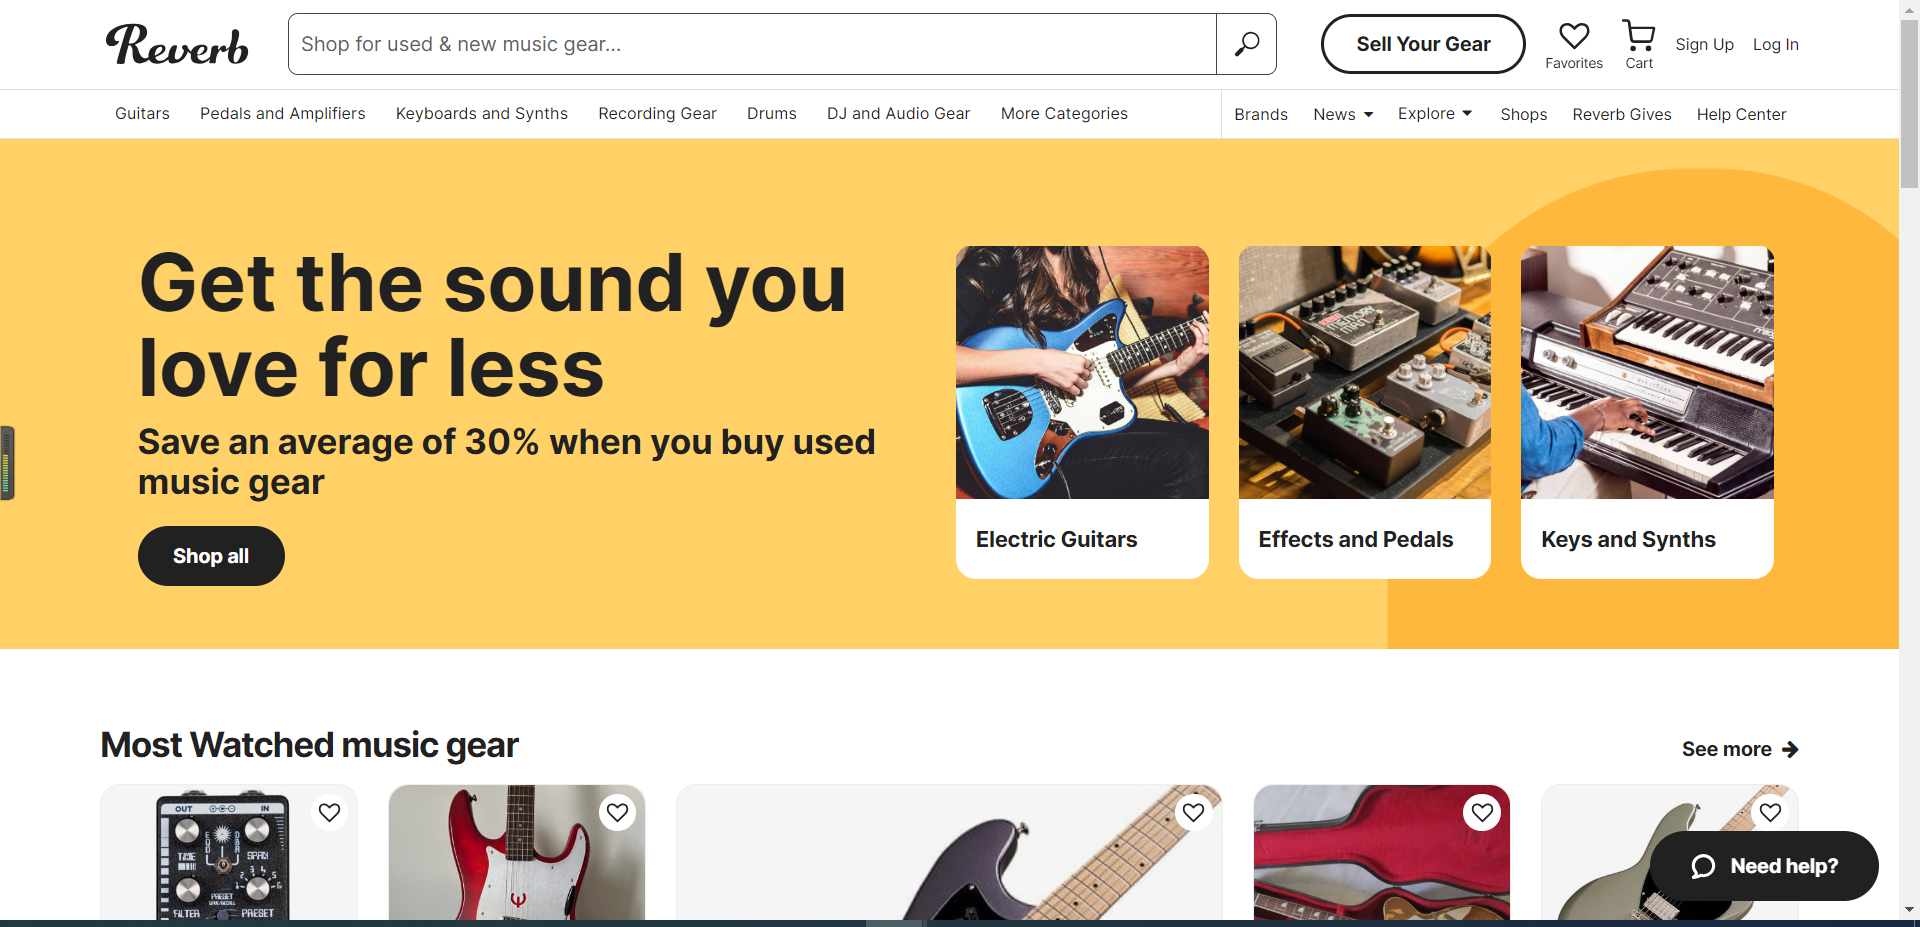 Reverb
Shop for used & new music gear...
Sell Your Gear
Favorites
Cart
Sign Up
Log In
Guitars
Pedals and Amplifiers
Keyboards and Synths
Recording Gear
Drums
DJ and Audio Gear
More Categories
Brands
News
Explore
Shops
Reverb Gives
Help Center
Get the sound you
love for less
Save an average of 30% when you buy used
music gear
Shop all
MEMORY
MAN
Electric Guitars
Effects and Pedals
Keys and Synths
Most Watched music gear
See more
OUT
IN
TIME
SPAN
PRESET
FILTER
PRESET
Need help?